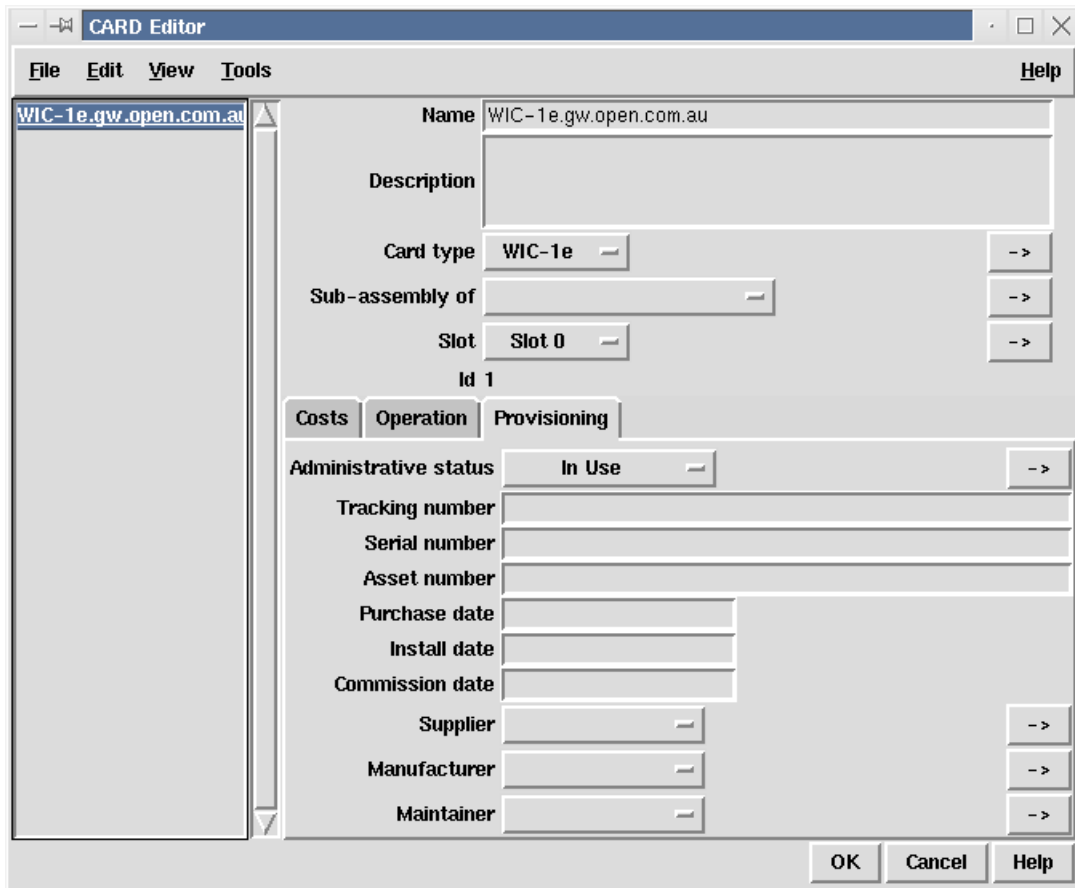 CARD Editor
File Edit View Tools Help
WIC-1e.gw.open.com.au
Name WIC-1e.gw.open.com.au
Description
Card type WIC-1e ->
Sub-assembly of ->
Slot Slot 0 ->
Id 1
Costs Operation Provisioning
Administrative status In Use ->
Tracking number
Serial number
Asset number
Purchase date
Install date
Commission date
Supplier ->
Manufacturer ->
Maintainer ->
OK Cancel Help